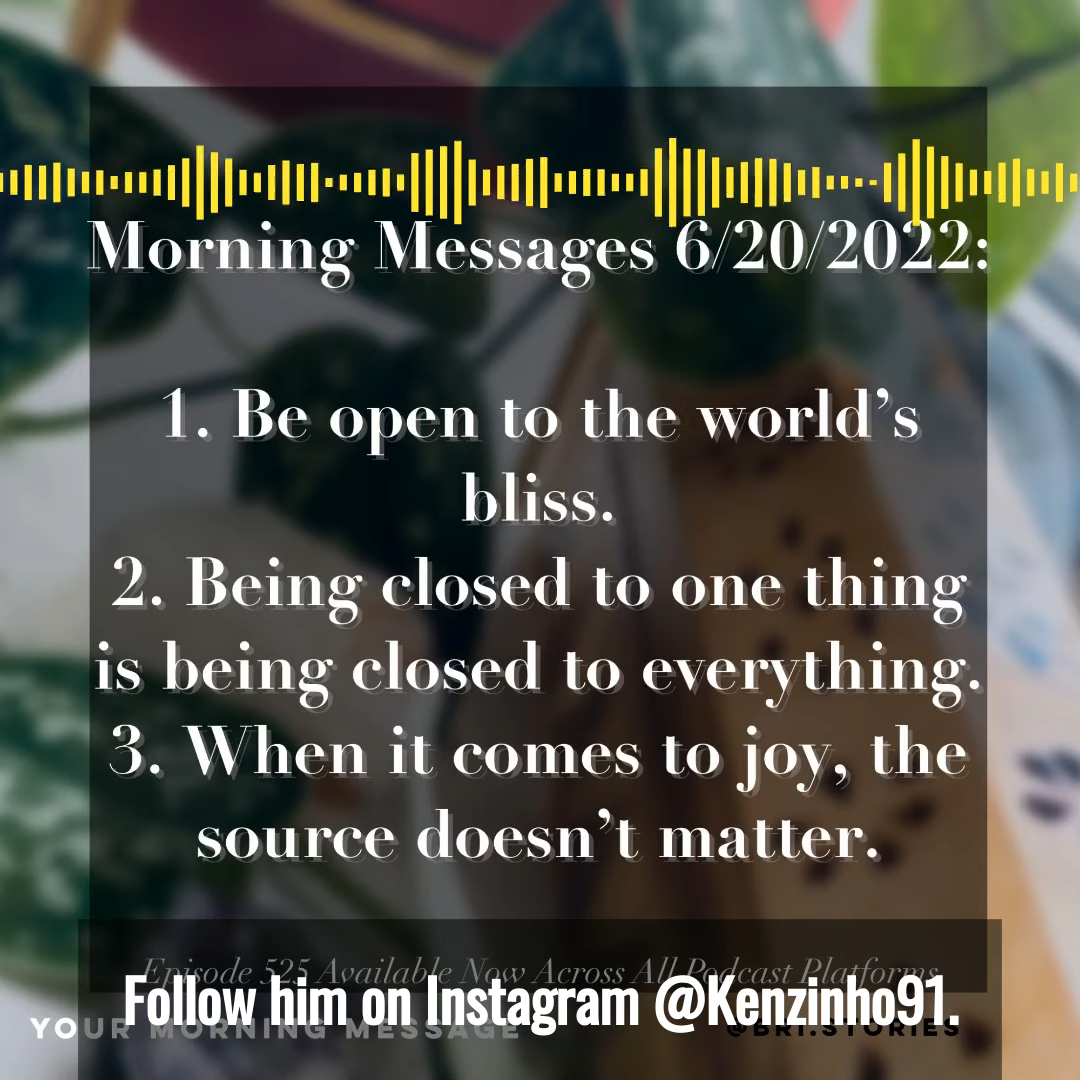 Morning Messages 6/20/2022:
1. Be open to the world’s
bliss.
2. Being closed to one thing
is being closed to everything.
3. When it comes to joy, the
source doesn’t matter.
Episode 525 Available Now Across All Podcast Platforms
Follow him on Instagram @Kenzinho91.
YOUR MORNING MESSAGE
@BRI.STORIES